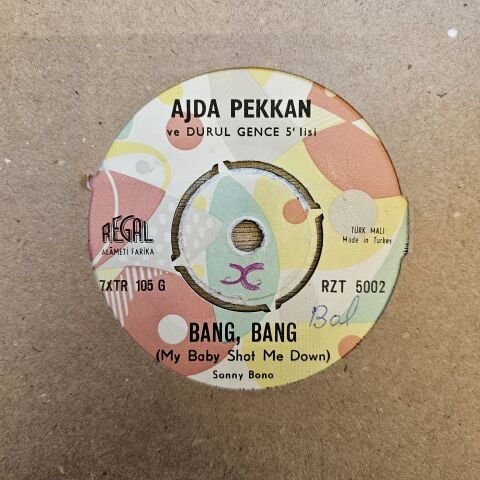 AJDA PEKKAN
ve DURUL GENCE 5'lisi
REGAL
ALÂMETİ FARİKA
TÜRK MALI
Made in Turkey
7XTR 105 G
RZT 5002
X
Bal
BANG, BANG
(My Baby Shot Me Down)
Sonny Bono